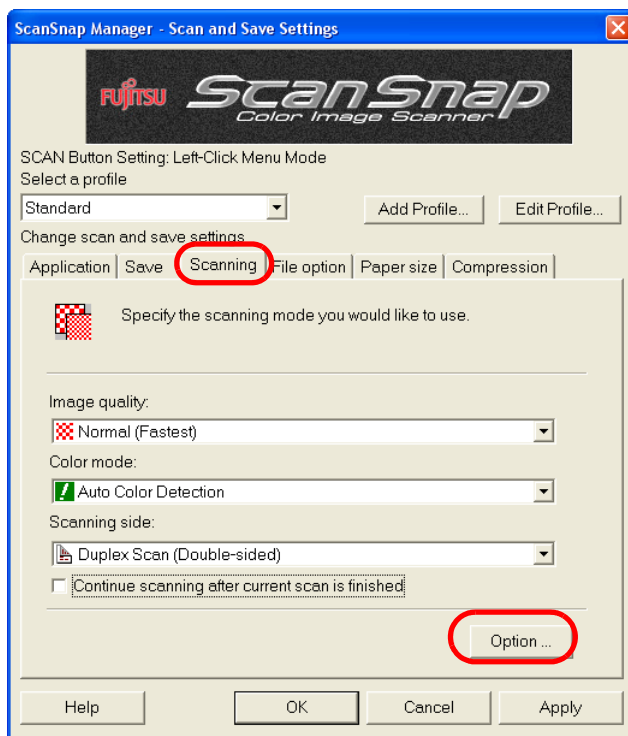 ScanSnap Manager - Scan and Save Settings
FUJITSU ScanSnap
Color Image Scanner
SCAN Button Setting: Left-Click Menu Mode
Select a profile
Standard Add Profile... Edit Profile...
Change scan and save settings
Application Save Scanning File option Paper size Compression
Specify the scanning mode you would like to use.
Image quality:
Normal (Fastest)
Color mode:
Auto Color Detection
Scanning side:
Duplex Scan (Double-sided)
Continue scanning after current scan is finished
Option ...
Help OK Cancel Apply